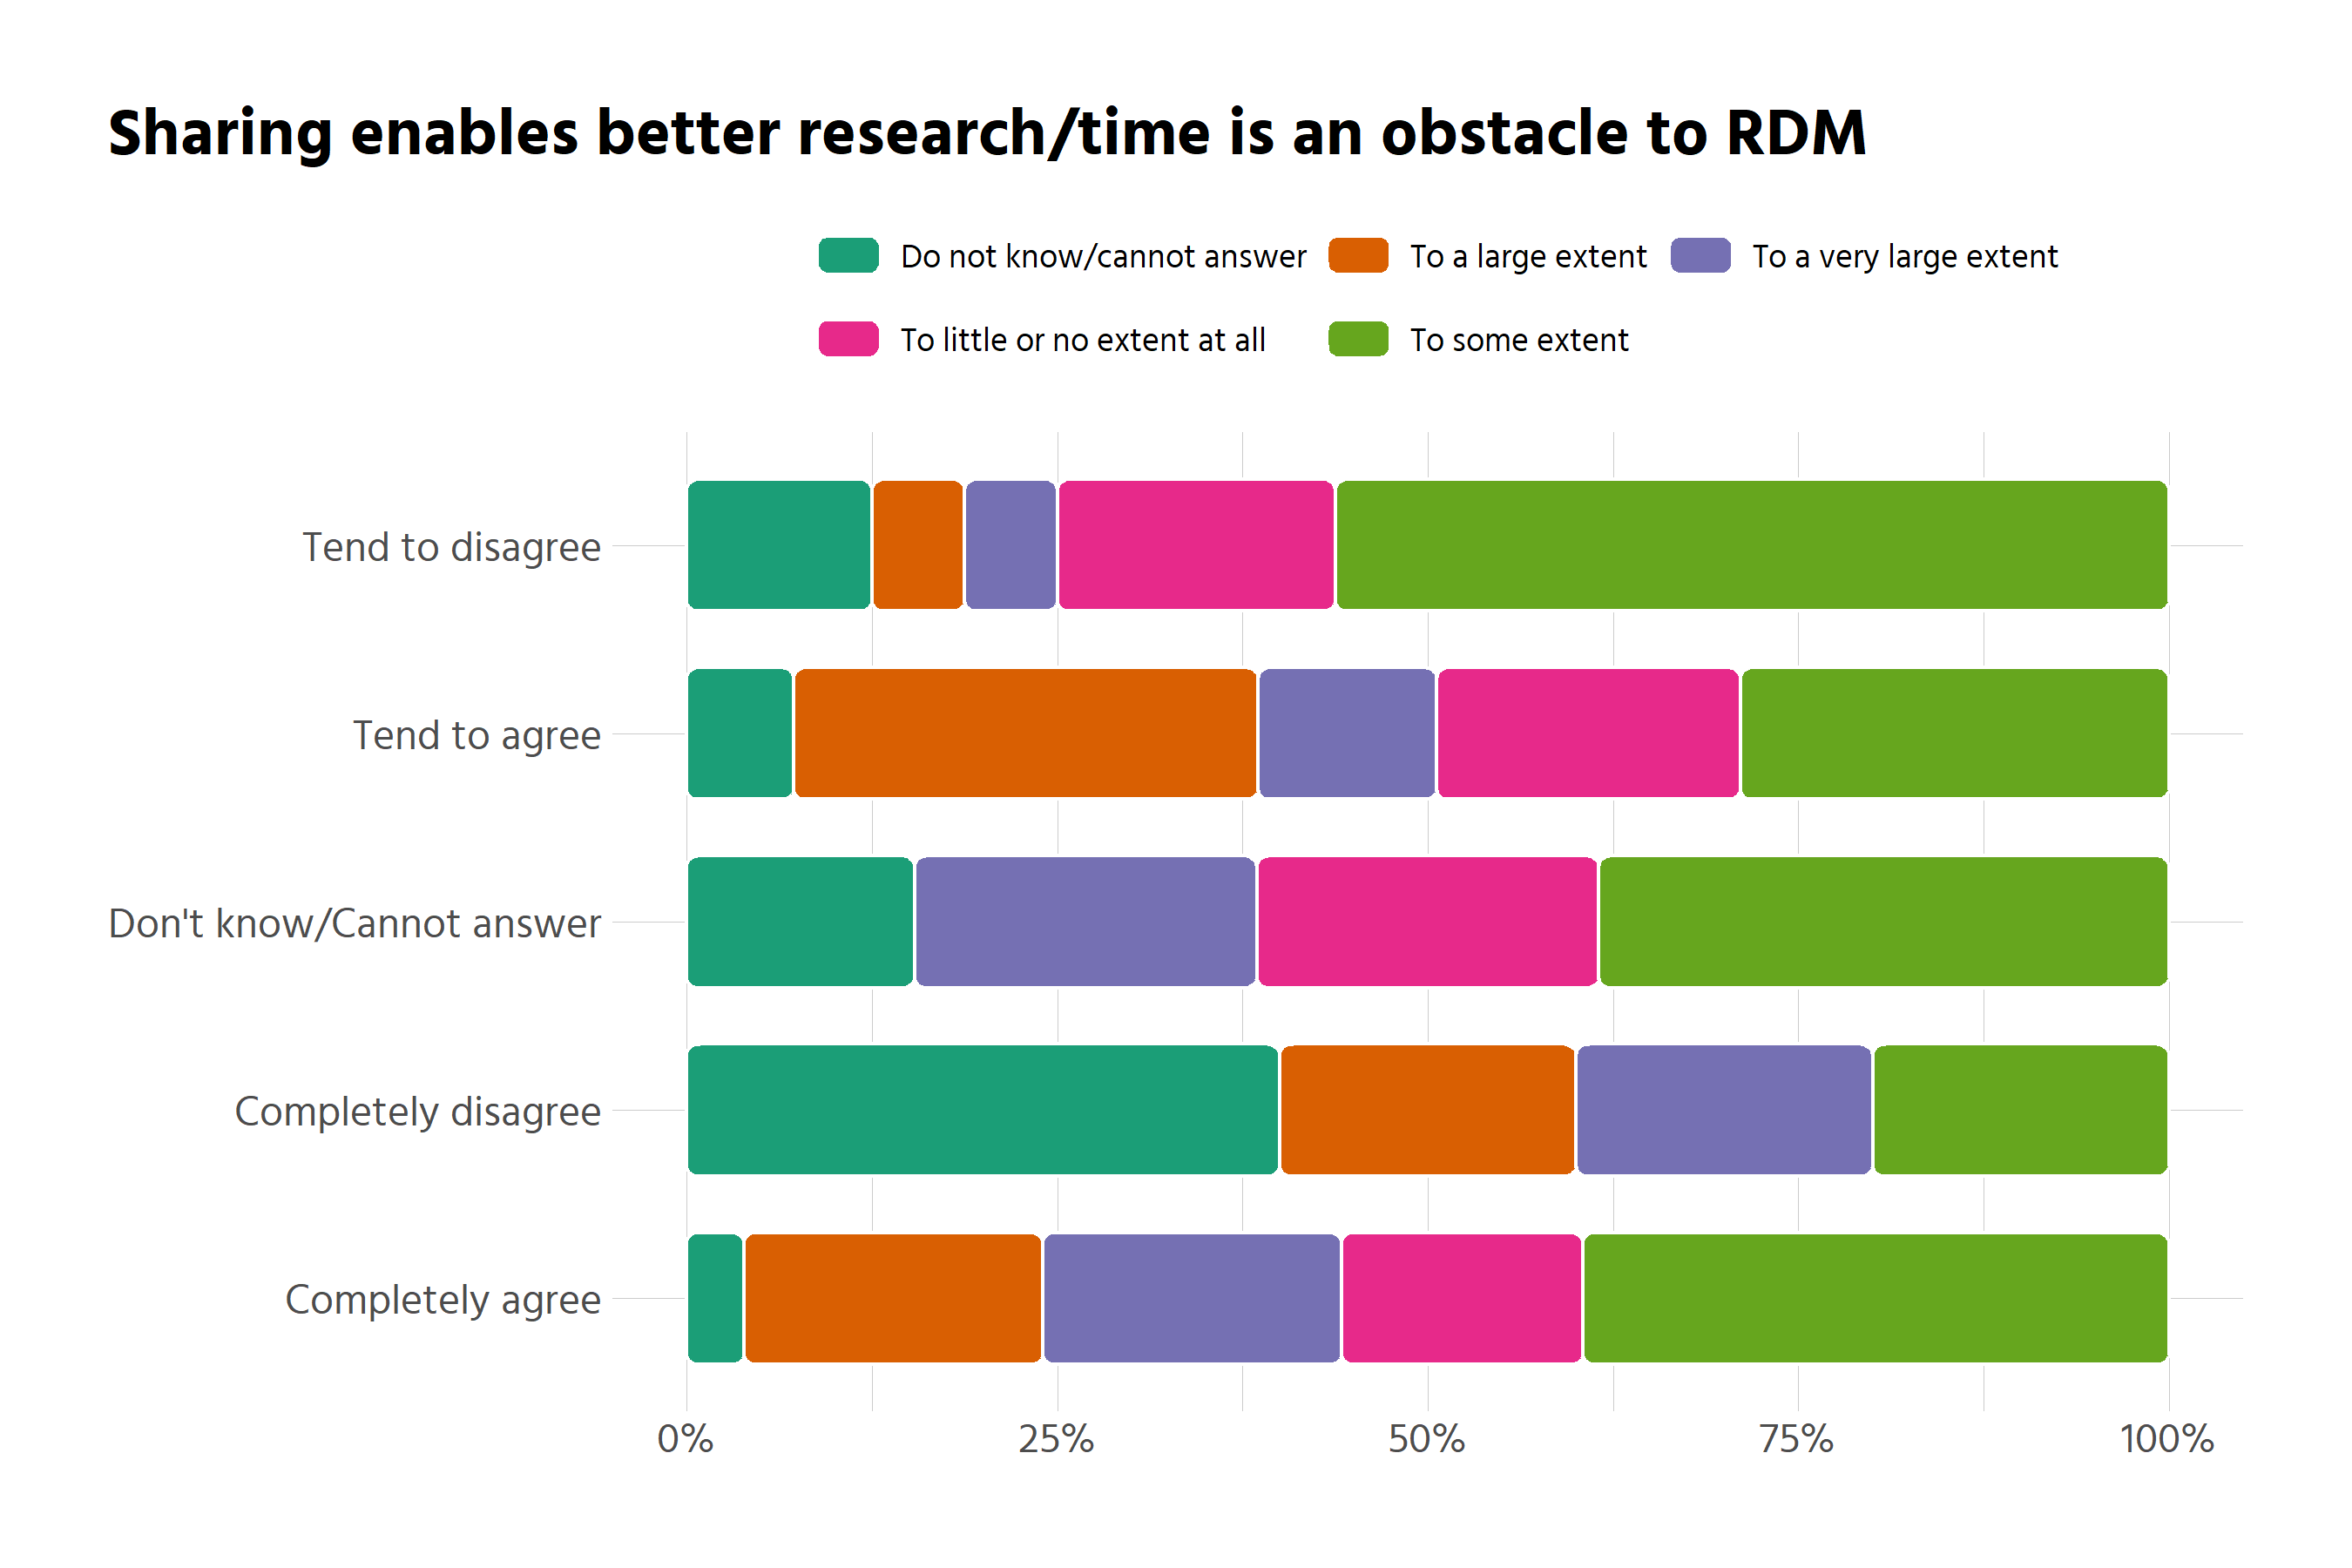 Sharing enables better research/time is an obstacle to RDM
Do not know/cannot answer To a large extent To a very large extent
To little or no extent at all To some extent
Tend to disagree
Tend to agree
Don't know/Cannot answer
Completely disagree
Completely agree
0% 25% 50% 75% 100%